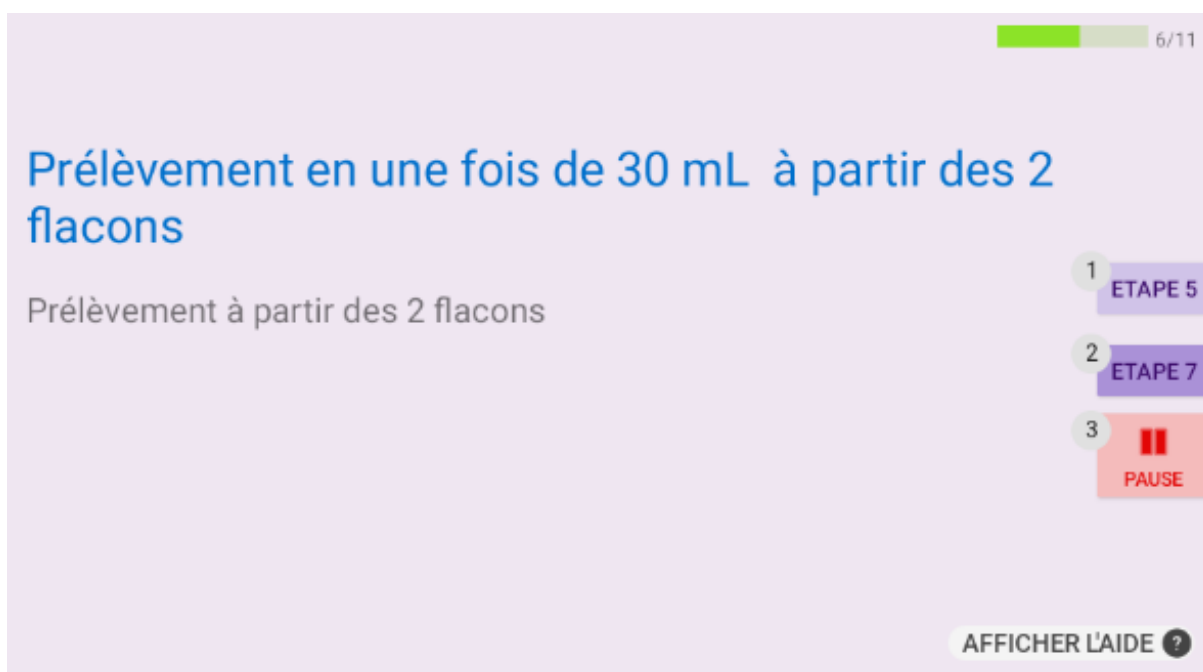 6/11
Prélèvement en une fois de 30 mL  à partir des 2
flacons
Prélèvement à partir des 2 flacons
1
ETAPE 5
2
ETAPE 7
3
PAUSE
AFFICHER L'AIDE ?